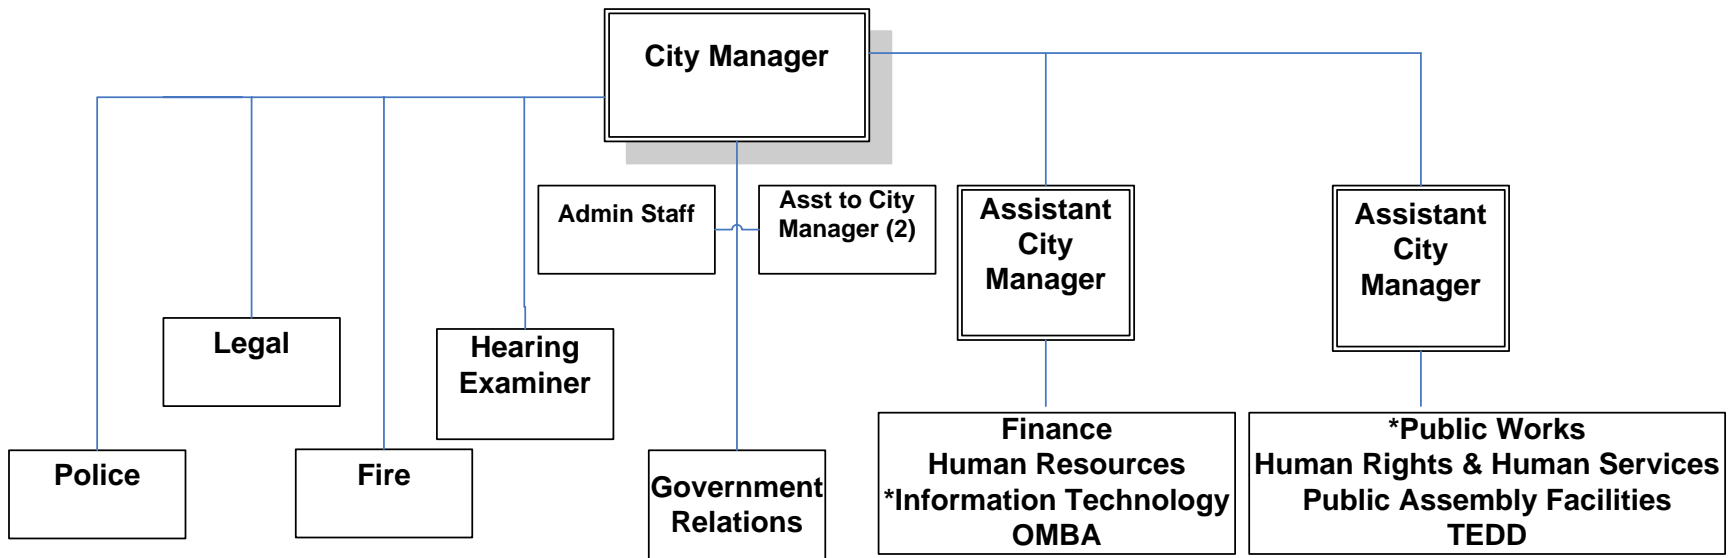 City Manager
Admin Staff
Asst to City
Manager (2)
Assistant
City
Manager
Assistant
City
Manager
Legal
Hearing
Examiner
Police
Fire
Government
Relations
Finance
Human Resources
*Information Technology
OMBA
*Public Works
Human Rights & Human Services
Public Assembly Facilities
TEDD